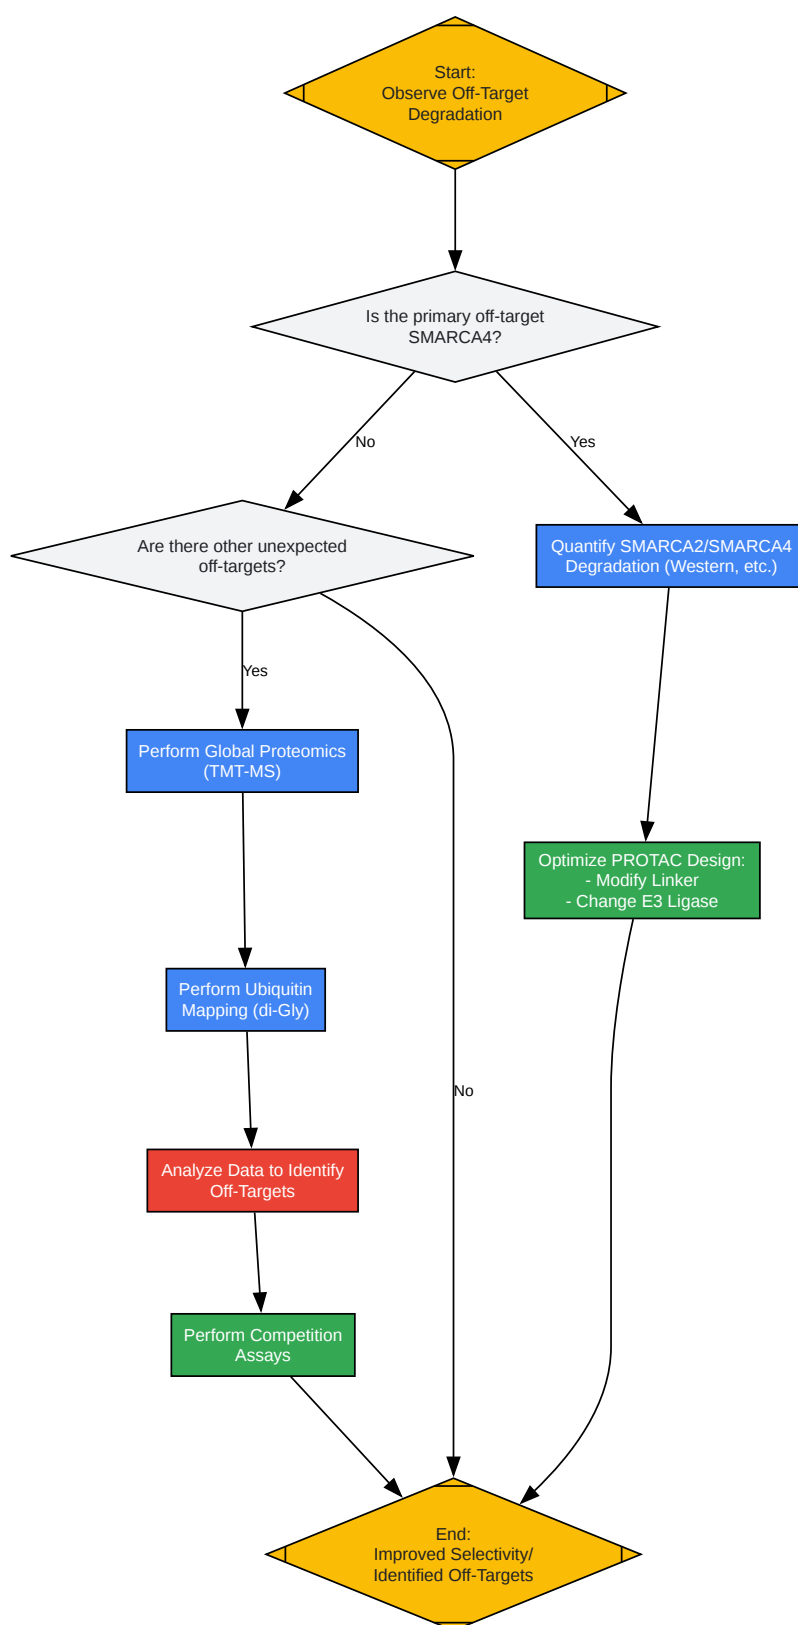 Start:
Observe Off-Target
Degradation
Is the primary off-target
SMARCA4?
No
Yes
Are there other unexpected
off-targets?
Quantify SMARCA2/SMARCA4
Degradation (Western, etc.)
Yes
Perform Global Proteomics
(TMT-MS)
Optimize PROTAC Design:
- Modify Linker
- Change E3 Ligase
Perform Ubiquitin
Mapping (di-Gly)
No
Analyze Data to Identify
Off-Targets
Perform Competition
Assays
End:
Improved Selectivity/
Identified Off-Targets